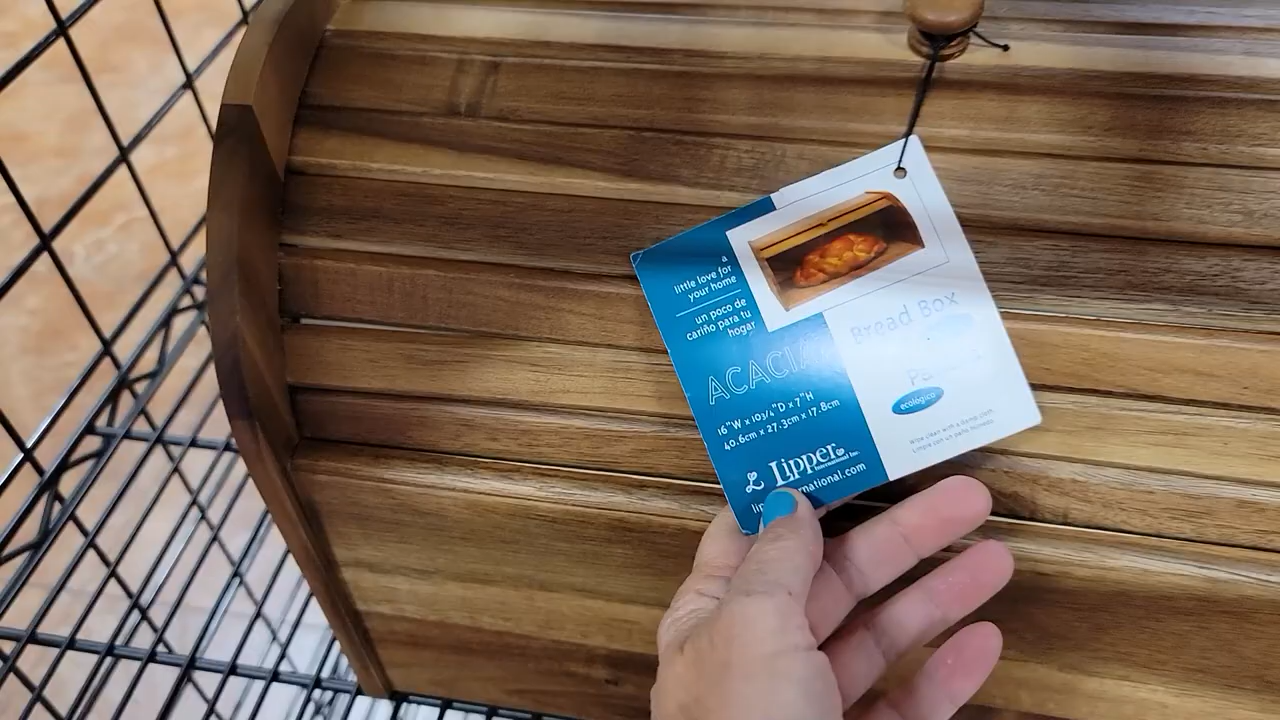 a
little love for
your home
un poco de
cariño para tu
hogar
ACACIA
16"W x 10 3/4"D x 7"H
40.6cm x 27.3cm x 17.8cm
Lipper
International Inc.
Bread Box
ecológico
Wipe clean with a damp cloth.
Limpie con un paño húmedo.